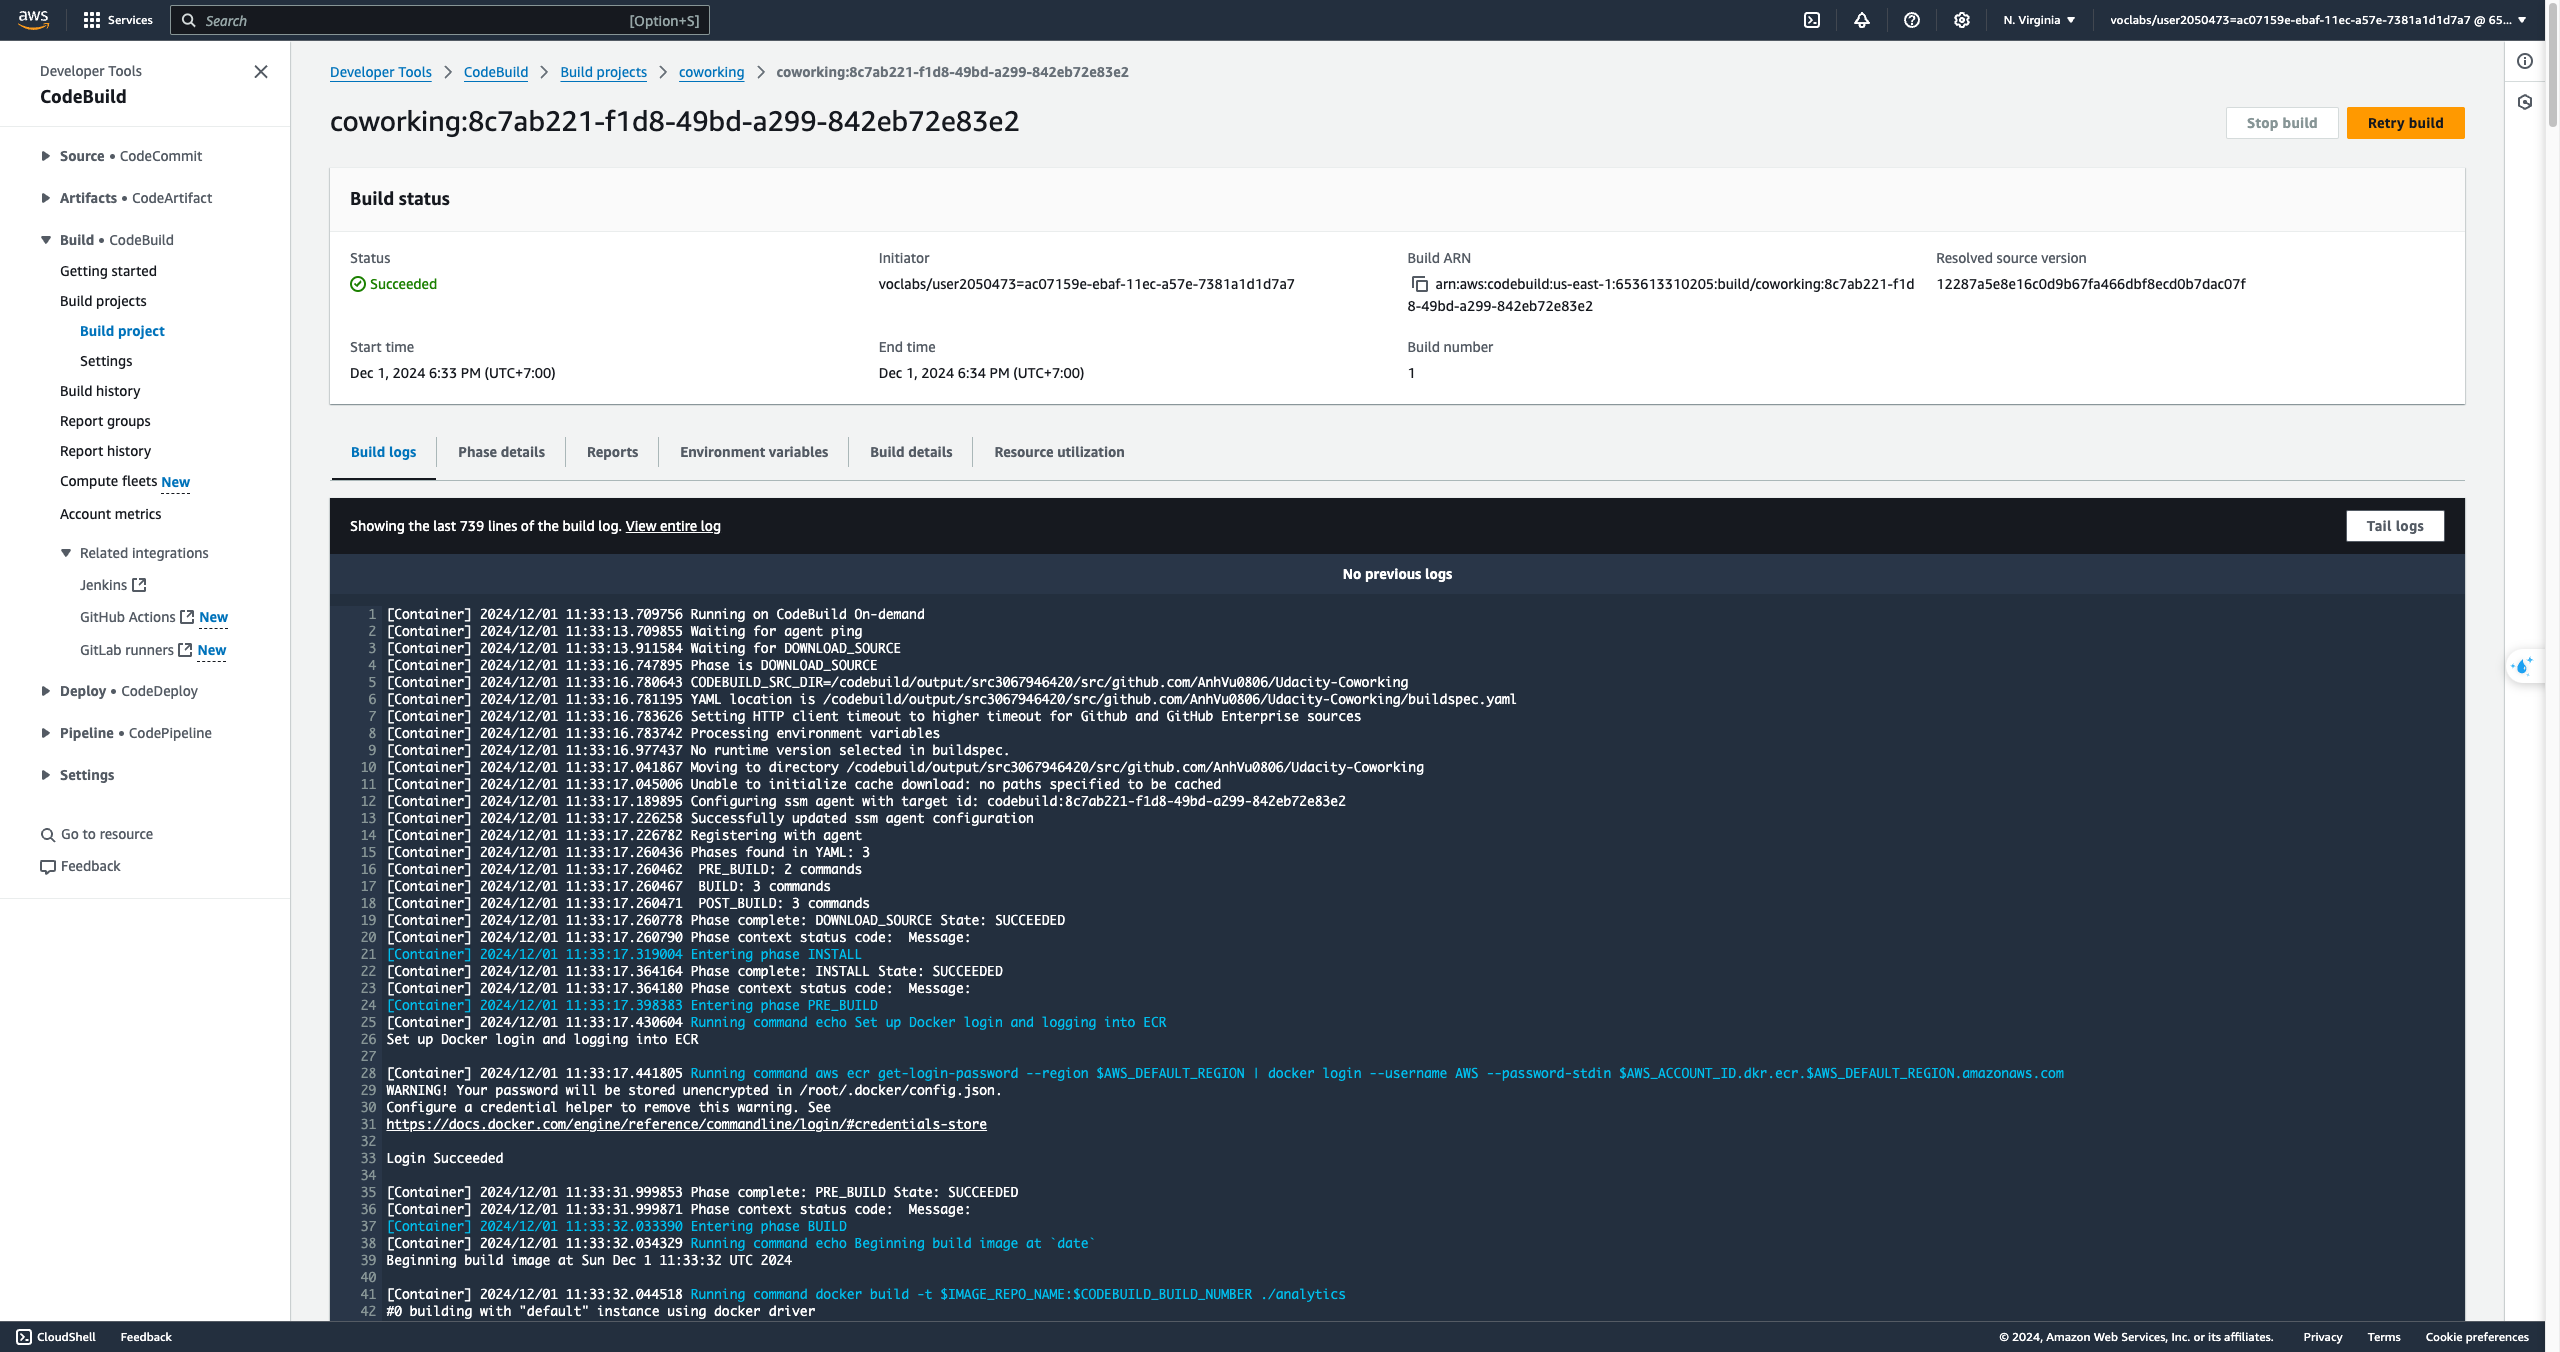 aws
Services
Search
[Option+S]
N. Virginia
voclabs/user2050473=ac07159e-ebaf-11ec-a57e-7381a1d1d7a7 @ 65...
Developer Tools
CodeBuild
Source • CodeCommit
Artifacts • CodeArtifact
Build • CodeBuild
Getting started
Build projects
Build project
Settings
Build history
Report groups
Report history
Compute fleets New
Account metrics
Related integrations
Jenkins
GitHub Actions New
GitLab runners New
Deploy • CodeDeploy
Pipeline • CodePipeline
Settings
Go to resource
Feedback
Developer Tools > CodeBuild > Build projects > coworking > coworking:8c7ab221-f1d8-49bd-a299-842eb72e83e2
coworking:8c7ab221-f1d8-49bd-a299-842eb72e83e2
Stop build
Retry build
Build status
Status
Succeeded
Initiator
voclabs/user2050473=ac07159e-ebaf-11ec-a57e-7381a1d1d7a7
Build ARN
arn:aws:codebuild:us-east-1:653613310205:build/coworking:8c7ab221-f1d
8-49bd-a299-842eb72e83e2
Resolved source version
12287a5e8e16c0d9b67fa466dbf8ecd0b7dac07f
Start time
Dec 1, 2024 6:33 PM (UTC+7:00)
End time
Dec 1, 2024 6:34 PM (UTC+7:00)
Build number
1
Build logs
Phase details
Reports
Environment variables
Build details
Resource utilization
Showing the last 739 lines of the build log. View entire log
Tail logs
No previous logs
1 [Container] 2024/12/01 11:33:13.709756 Running on CodeBuild On-demand
2 [Container] 2024/12/01 11:33:13.709855 Waiting for agent ping
3 [Container] 2024/12/01 11:33:13.911584 Waiting for DOWNLOAD_SOURCE
4 [Container] 2024/12/01 11:33:16.747895 Phase is DOWNLOAD_SOURCE
5 [Container] 2024/12/01 11:33:16.780643 CODEBUILD_SRC_DIR=/codebuild/output/src3067946420/src/github.com/AnhVu0806/Udacity-Coworking
6 [Container] 2024/12/01 11:33:16.781195 YAML location is /codebuild/output/src3067946420/src/github.com/AnhVu0806/Udacity-Coworking/buildspec.yaml
7 [Container] 2024/12/01 11:33:16.783626 Setting HTTP client timeout to higher timeout for Github and GitHub Enterprise sources
8 [Container] 2024/12/01 11:33:16.783742 Processing environment variables
9 [Container] 2024/12/01 11:33:16.977437 No runtime version selected in buildspec.
10 [Container] 2024/12/01 11:33:17.041867 Moving to directory /codebuild/output/src3067946420/src/github.com/AnhVu0806/Udacity-Coworking
11 [Container] 2024/12/01 11:33:17.045006 Unable to initialize cache download: no paths specified to be cached
12 [Container] 2024/12/01 11:33:17.189895 Configuring ssm agent with target id: codebuild:8c7ab221-f1d8-49bd-a299-842eb72e83e2
13 [Container] 2024/12/01 11:33:17.226258 Successfully updated ssm agent configuration
14 [Container] 2024/12/01 11:33:17.226782 Registering with agent
15 [Container] 2024/12/01 11:33:17.260436 Phases found in YAML: 3
16 [Container] 2024/12/01 11:33:17.260462  PRE_BUILD: 2 commands
17 [Container] 2024/12/01 11:33:17.260467  BUILD: 3 commands
18 [Container] 2024/12/01 11:33:17.260471  POST_BUILD: 3 commands
19 [Container] 2024/12/01 11:33:17.260778 Phase complete: DOWNLOAD_SOURCE State: SUCCEEDED
20 [Container] 2024/12/01 11:33:17.260790 Phase context status code:  Message:
21 [Container] 2024/12/01 11:33:17.319004 Entering phase INSTALL
22 [Container] 2024/12/01 11:33:17.364164 Phase complete: INSTALL State: SUCCEEDED
23 [Container] 2024/12/01 11:33:17.364180 Phase context status code:  Message:
24 [Container] 2024/12/01 11:33:17.398383 Entering phase PRE_BUILD
25 [Container] 2024/12/01 11:33:17.430604 Running command echo Set up Docker login and logging into ECR
26 Set up Docker login and logging into ECR
27
28 [Container] 2024/12/01 11:33:17.441805 Running command aws ecr get-login-password --region $AWS_DEFAULT_REGION | docker login --username AWS --password-stdin $AWS_ACCOUNT_ID.dkr.ecr.$AWS_DEFAULT_REGION.amazonaws.com
29 WARNING! Your password will be stored unencrypted in /root/.docker/config.json.
30 Configure a credential helper to remove this warning. See
31 https://docs.docker.com/engine/reference/commandline/login/#credentials-store
32
33 Login Succeeded
34
35 [Container] 2024/12/01 11:33:31.999853 Phase complete: PRE_BUILD State: SUCCEEDED
36 [Container] 2024/12/01 11:33:31.999871 Phase context status code:  Message:
37 [Container] 2024/12/01 11:33:32.033390 Entering phase BUILD
38 [Container] 2024/12/01 11:33:32.034329 Running command echo Beginning build image at `date`
39 Beginning build image at Sun Dec 1 11:33:32 UTC 2024
40
41 [Container] 2024/12/01 11:33:32.044518 Running command docker build -t $IMAGE_REPO_NAME:$CODEBUILD_BUILD_NUMBER ./analytics
42 #0 building with "default" instance using docker driver
CloudShell
Feedback
© 2024, Amazon Web Services, Inc. or its affiliates.
Privacy
Terms
Cookie preferences